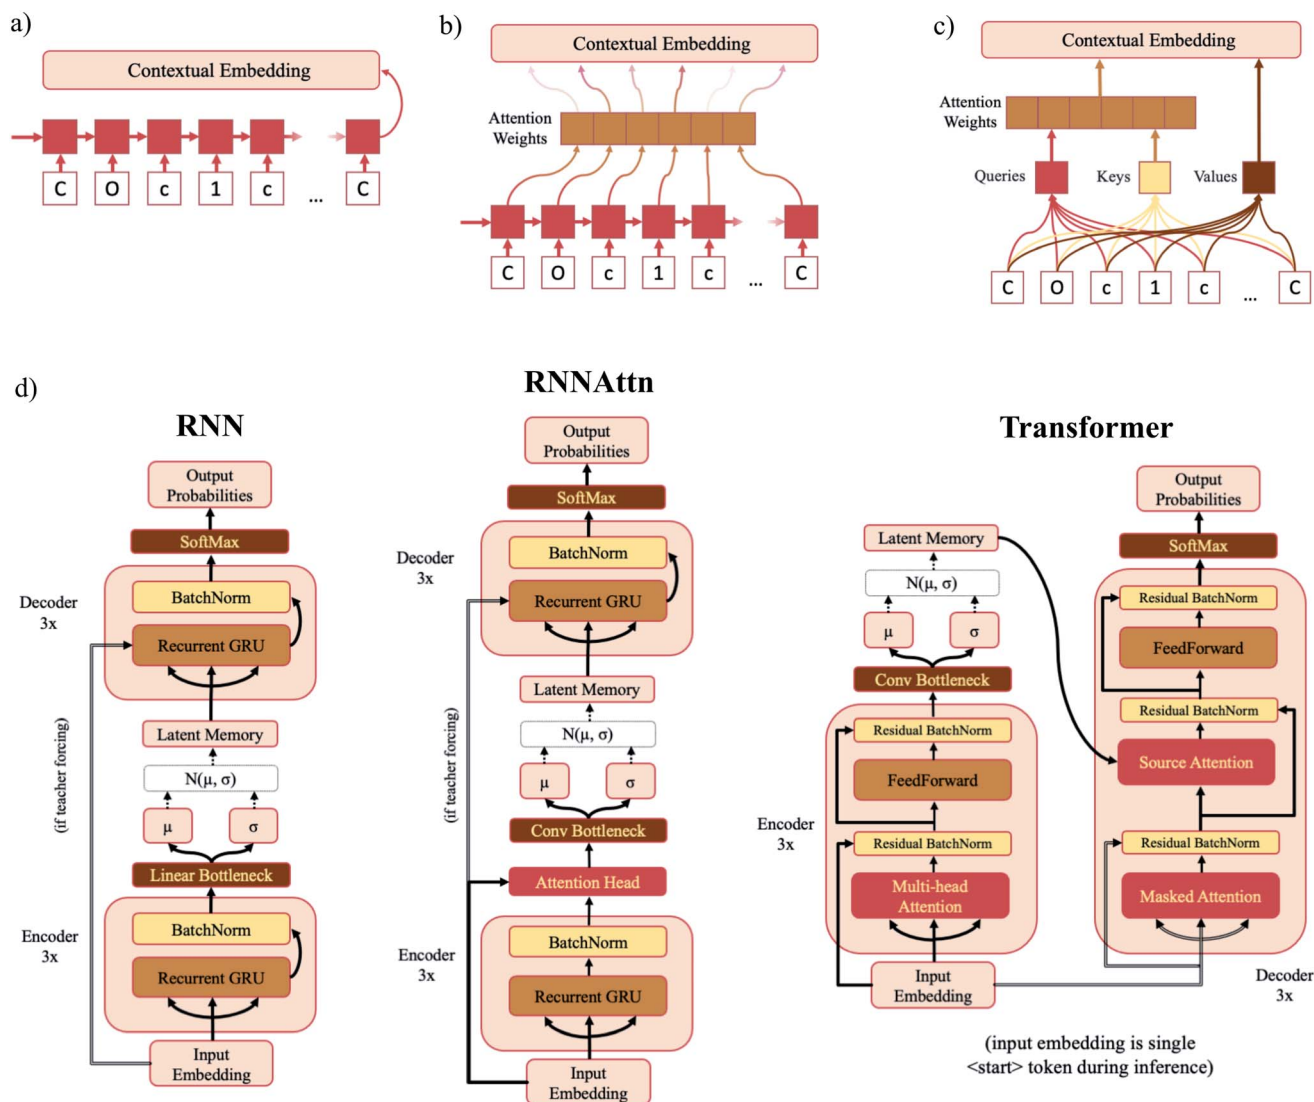 a)
Contextual Embedding
C O c 1 c ... C
b)
Contextual Embedding
Attention
Weights
C O c 1 c ... C
c)
Contextual Embedding
Attention
Weights
Queries
Keys
Values
C O c 1 c ... C
d)
RNN
Output
Probabilities
SoftMax
Decoder
3x
BatchNorm
Recurrent GRU
(if teacher forcing)
Latent Memory
N(μ, σ)
μ
σ
Linear Bottleneck
Encoder
3x
BatchNorm
Recurrent GRU
Input
Embedding
RNNAttn
Output
Probabilities
SoftMax
Decoder
3x
BatchNorm
Recurrent GRU
(if teacher forcing)
Latent Memory
N(μ, σ)
μ
σ
Conv Bottleneck
Attention Head
Encoder
3x
BatchNorm
Recurrent GRU
Input
Embedding
Transformer
Latent Memory
N(μ, σ)
μ
σ
Conv Bottleneck
Encoder
3x
Residual BatchNorm
FeedForward
Residual BatchNorm
Multi-head
Attention
Input
Embedding
Output
Probabilities
SoftMax
Residual BatchNorm
FeedForward
Residual BatchNorm
Source Attention
Residual BatchNorm
Masked Attention
Decoder
3x
(input embedding is single
<start> token during inference)